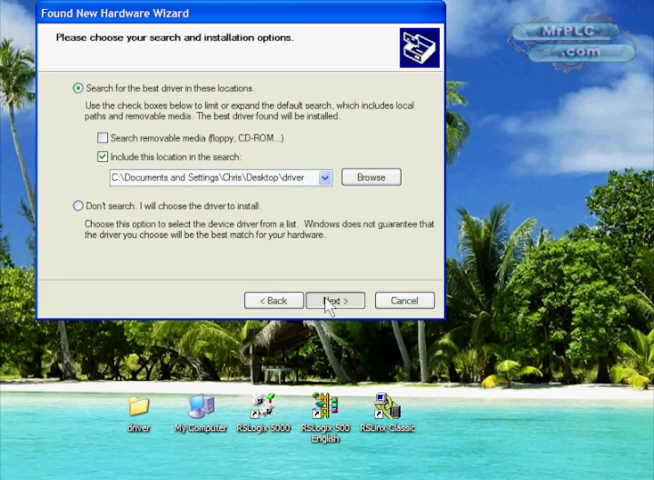 Found New Hardware Wizard
MrPLC
.com
Please choose your search and installation options.
Search for the best driver in these locations.
Use the check boxes below to limit or expand the default search, which includes local
paths and removable media. The best driver found will be installed.
Search removable media (floppy, CD-ROM...)
Include this location in the search:
C:\Documents and Settings\Chris\Desktop\driver
Browse
Don't search. I will choose the driver to install.
Choose this option to select the device driver from a list. Windows does not guarantee that
the driver you choose will be the best match for your hardware.
< Back
Next >
Cancel
driver
My Computer
RSLogix 5000
RSLogix 500
English
RSLinx Classic